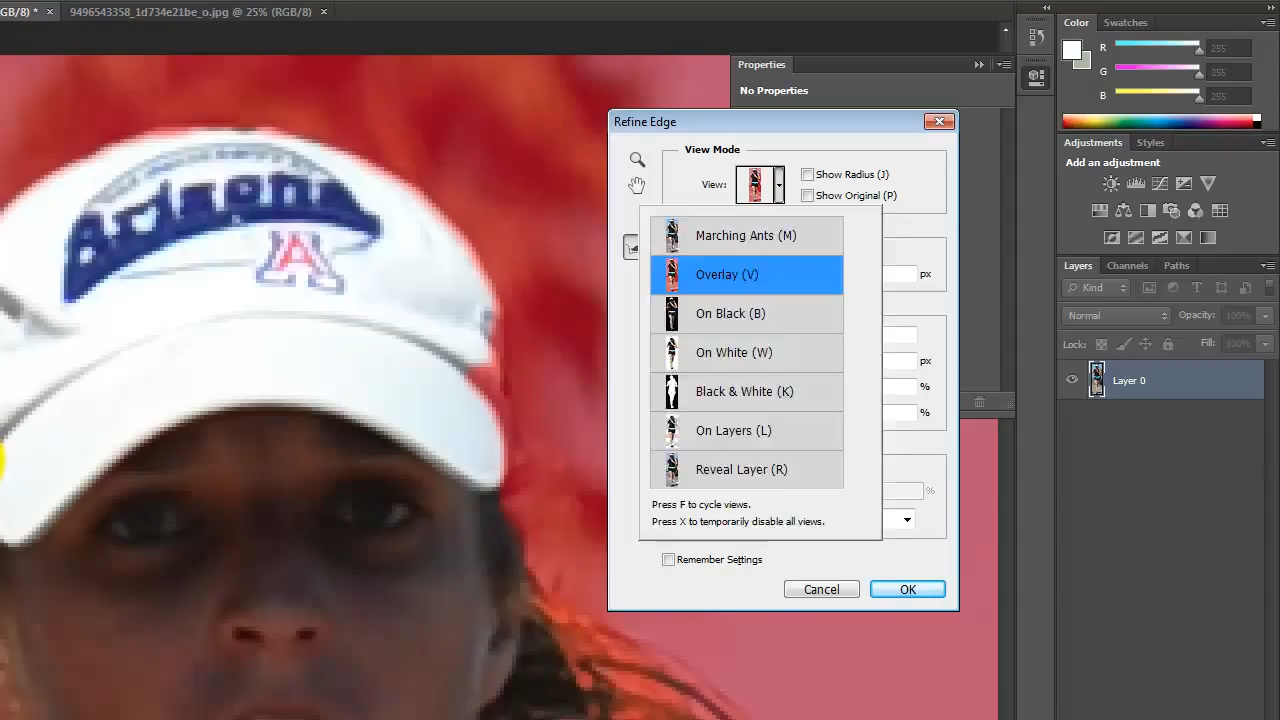 GB/8) * ×
9496543358_1d734e21be_o.jpg @ 25% (RGB/8) ×
Color Swatches
R 255
G 255
B 255
Properties
No Properties
Refine Edge
View Mode
View:
Show Radius (J)
Show Original (P)
Marching Ants (M)
Overlay (V)
On Black (B)
On White (W)
Black & White (K)
On Layers (L)
Reveal Layer (R)
Press F to cycle views.
Press X to temporarily disable all views.
px
px
%
%
%
Remember Settings
Cancel OK
Adjustments Styles
Add an adjustment
Layers Channels Paths
Kind
Normal Opacity: 100%
Lock: Fill: 100%
Layer 0
Arizona
A